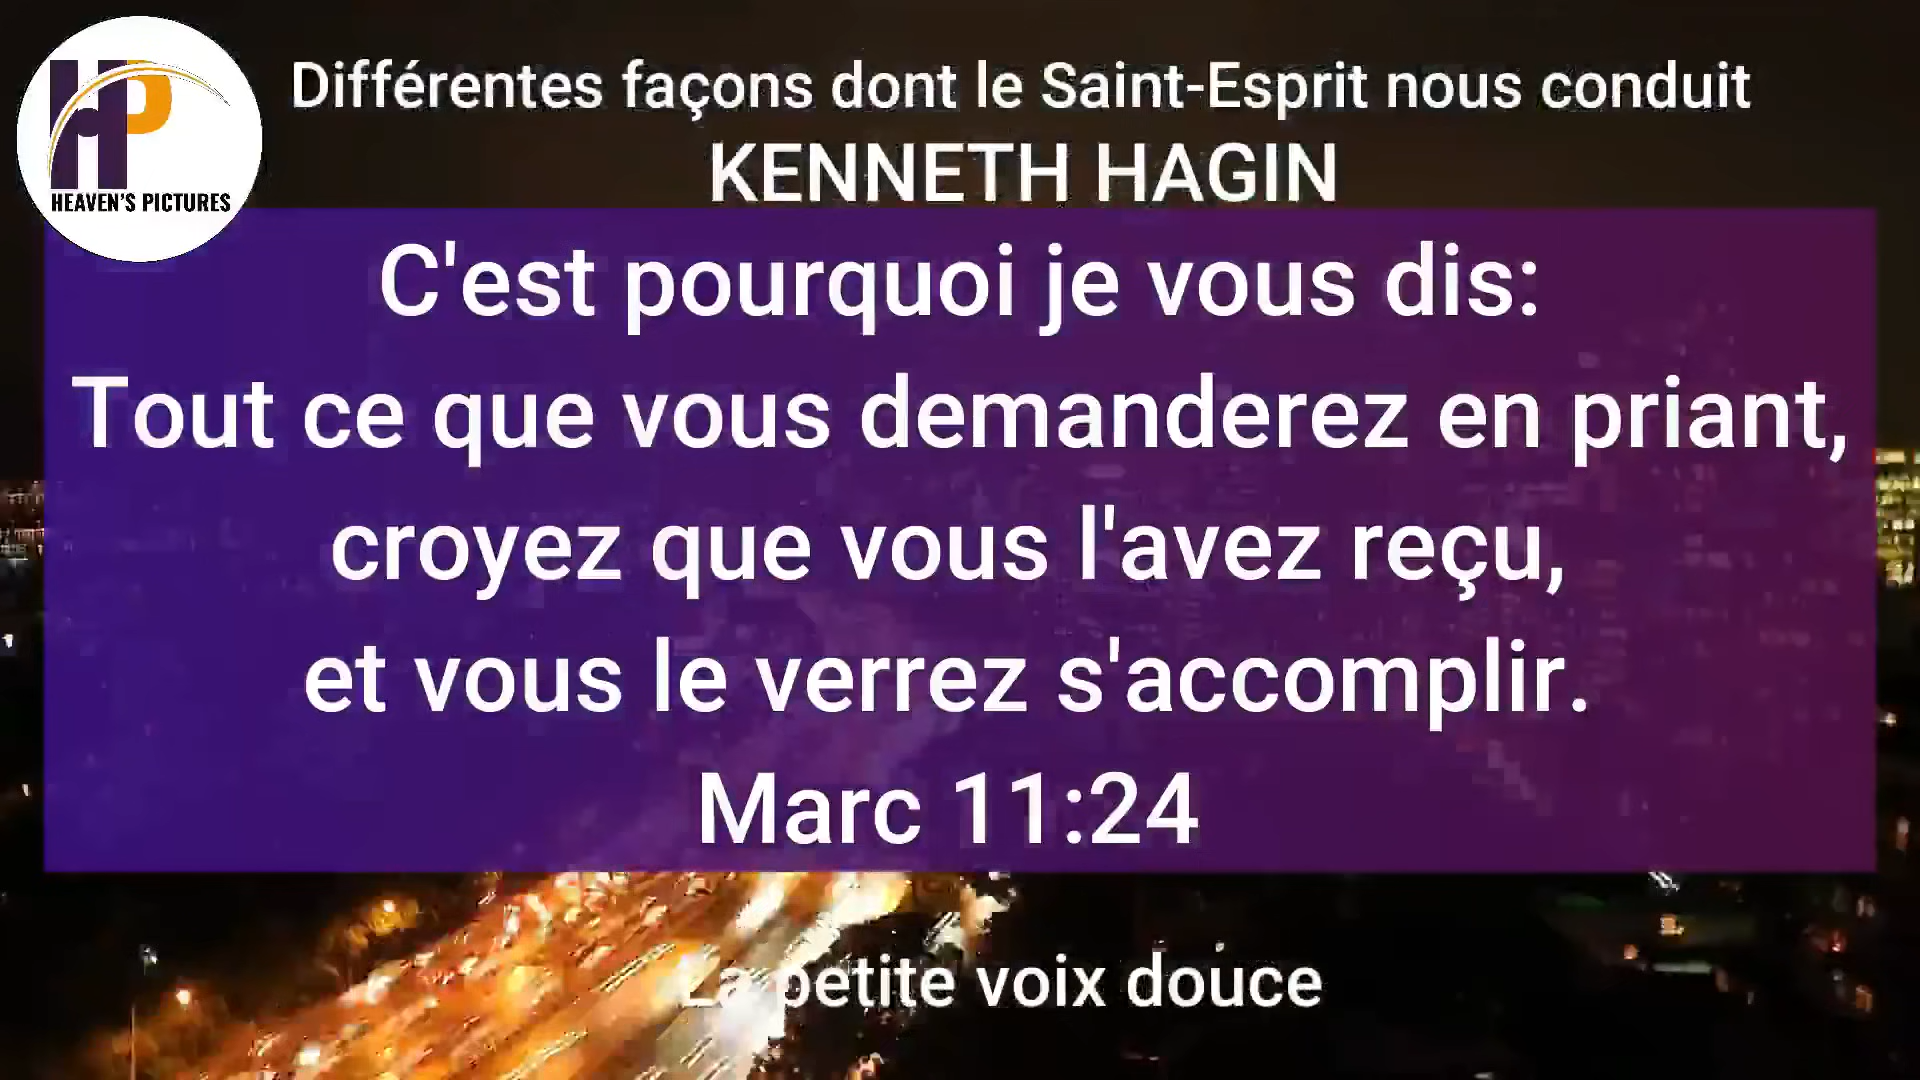 HP
HEAVEN'S PICTURES
Différentes façons dont le Saint-Esprit nous conduit
KENNETH HAGIN
C'est pourquoi je vous dis:
Tout ce que vous demanderez en priant,
croyez que vous l'avez reçu,
et vous le verrez s'accomplir.
Marc 11:24
La petite voix douce